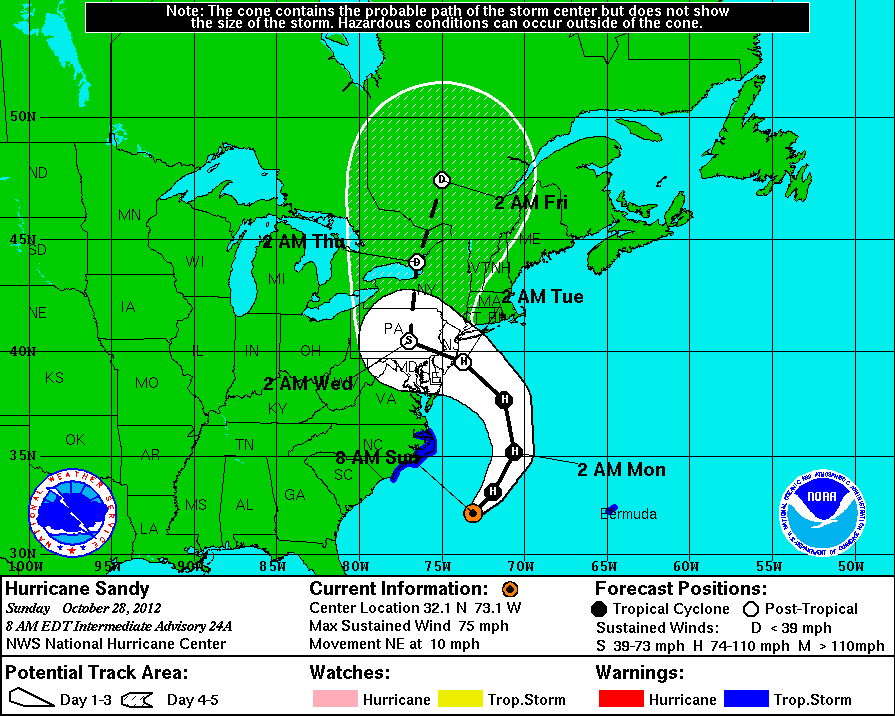 Note: The cone contains the probable path of the storm center but does not show
the size of the storm. Hazardous conditions can occur outside of the cone.
50N
ND
MN
2 AM Fri
45N
SD
2 AM Thu
ME
VT
NH
WI
MI
NY
MA
2 AM Tue
NE
IA
CT
PA
NJ
40N
IL
IN
OH
MD
DE
KS
MO
2 AM Wed
VA
KY
OK
TN
NC
AR
35N
8 AM Sun
2 AM Mon
SC
MS
AL
GA
LA
Bermuda
NATIONAL WEATHER SERVICE
NOAA
30N
100W 95W 90W 85W 80W 75W 70W 65W 60W 55W 50W
D
D
S
H
H
H
H
Hurricane Sandy
Sunday October 28, 2012
8 AM EDT Intermediate Advisory 24A
NWS National Hurricane Center
Current Information:
Center Location 32.1 N 73.1 W
Max Sustained Wind 75 mph
Movement NE at 10 mph
Forecast Positions:
Tropical Cyclone Post-Tropical
Sustained Winds: D < 39 mph
S 39-73 mph H 74-110 mph M > 110mph
Potential Track Area:
Day 1-3 Day 4-5
Watches:
Hurricane Trop.Storm
Warnings:
Hurricane Trop.Storm